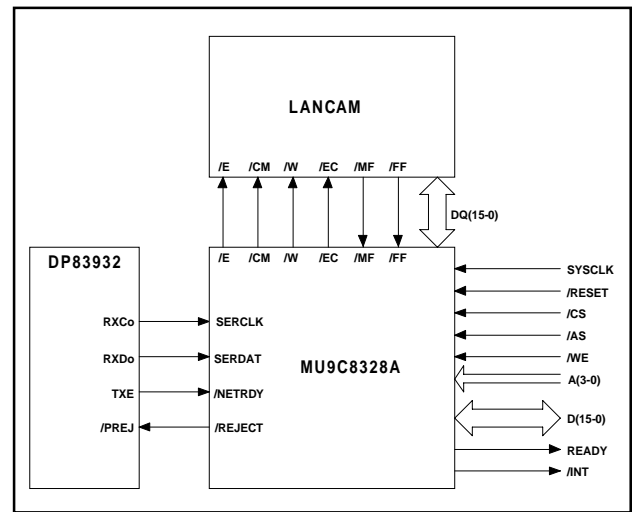 LANCAM
/E /CM /W /EC /MF /FF
DQ(15-0)
DP83932
/E /CM /W /EC /MF /FF
SYSCLK
/RESET
RXCo SERCLK
/CS
/AS
RXDo SERDAT
MU9C8328A
/WE
A(3-0)
TXE /NETRDY
D(15-0)
/PREJ /REJECT
READY
/INT